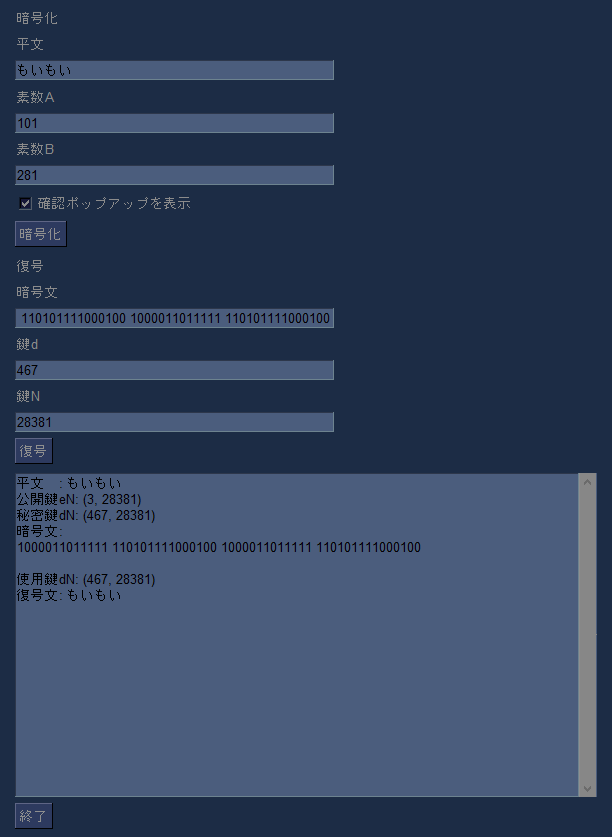 暗号化
平文
もいもい
素数A
101
素数B
281
確認ポップアップを表示
暗号化
復号
暗号文
110101111000100 1000011011111 110101111000100
鍵d
467
鍵N
28381
復号
平文　: もいもい
公開鍵eN: (3, 28381)
秘密鍵dN: (467, 28381)
暗号文:
1000011011111 110101111000100 1000011011111 110101111000100
使用鍵dN: (467, 28381)
復号文: もいもい
終了